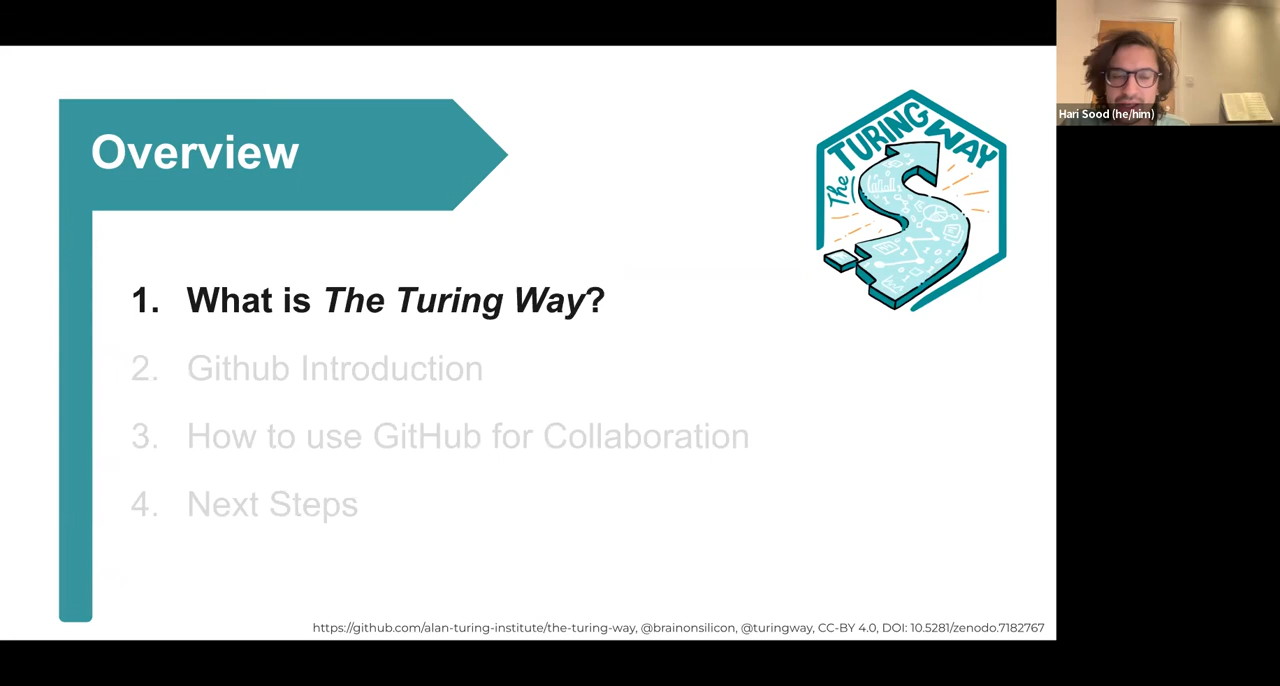 Overview
The TURING WAY
Hari Sood (he/him)
1. What is The Turing Way?
2. Github Introduction
3. How to use GitHub for Collaboration
4. Next Steps
https://github.com/alan-turing-institute/the-turing-way, @brainonsilicon, @turingway, CC-BY 4.0, DOI: 10.5281/zenodo.7182767